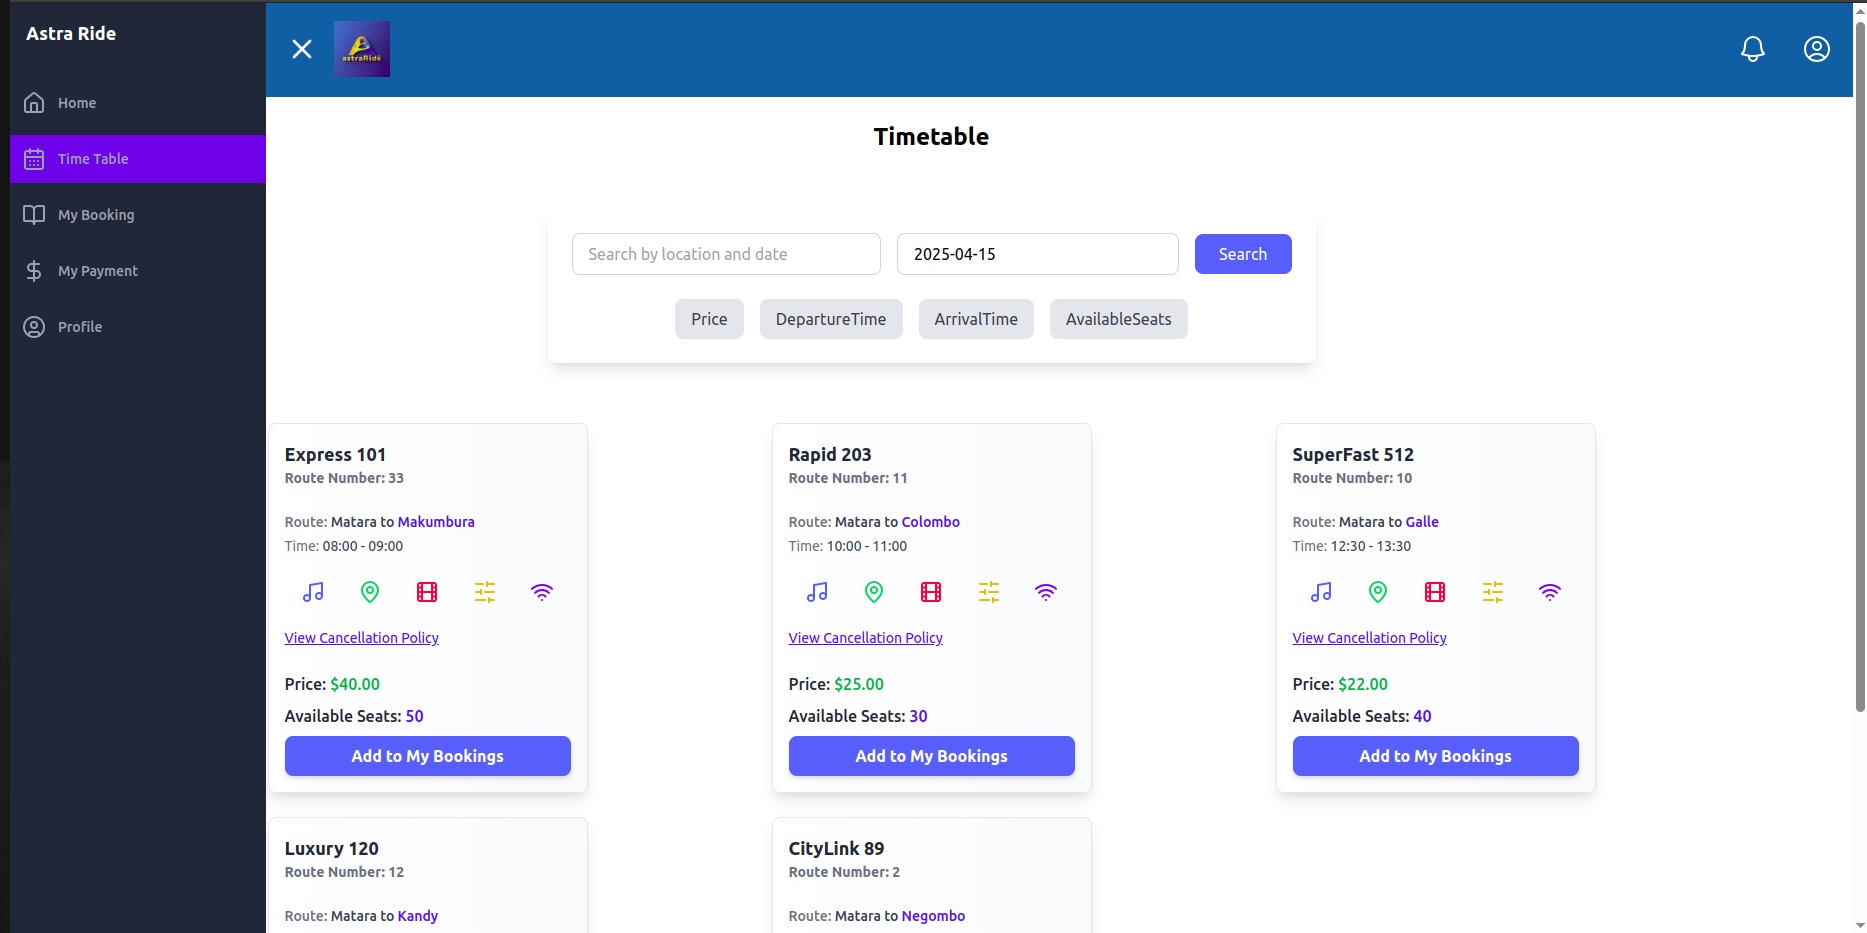 Astra Ride
Home
Time Table
My Booking
My Payment
Profile
astraRide
Timetable
Search by location and date
2025-04-15
Search
Price
DepartureTime
ArrivalTime
AvailableSeats
Express 101
Route Number: 33
Route: Matara to Makumbura
Time: 08:00 - 09:00
View Cancellation Policy
Price: $40.00
Available Seats: 50
Add to My Bookings
Rapid 203
Route Number: 11
Route: Matara to Colombo
Time: 10:00 - 11:00
View Cancellation Policy
Price: $25.00
Available Seats: 30
Add to My Bookings
SuperFast 512
Route Number: 10
Route: Matara to Galle
Time: 12:30 - 13:30
View Cancellation Policy
Price: $22.00
Available Seats: 40
Add to My Bookings
Luxury 120
Route Number: 12
Route: Matara to Kandy
CityLink 89
Route Number: 2
Route: Matara to Negombo